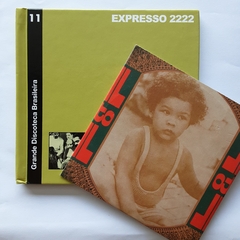 11
EXPRESSO 2222
Grande Discoteca Brasileira